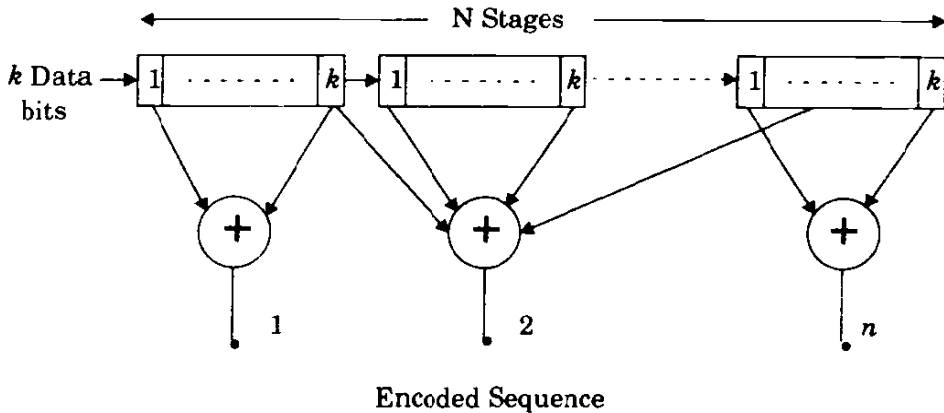 N Stages
k Data bits
1 ....... k
1 ....... k
1 ....... k
+
+
+
1
2
n
Encoded Sequence